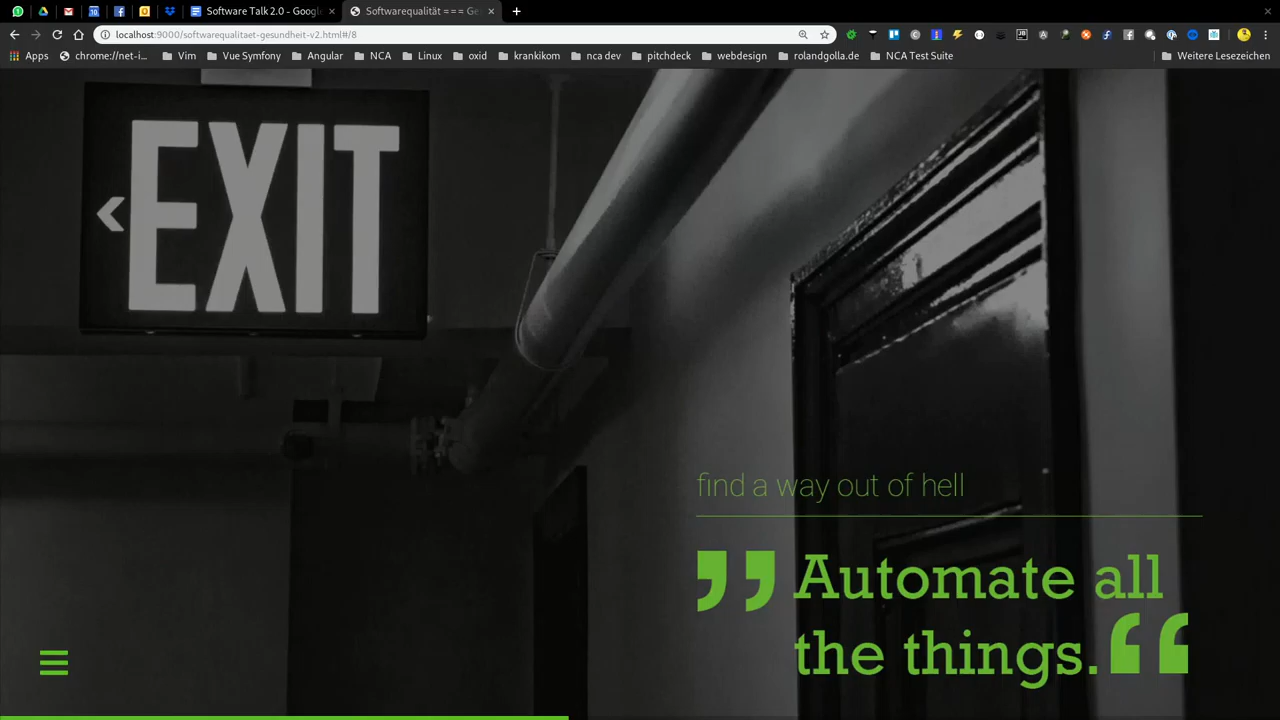 Software Talk 2.0 - Googl
Softwarequalität === Ge
localhost:9000/softwarequalitaet-gesundheit-v2.html#/8
Apps
chrome://net-i...
Vim
Vue Symfony
Angular
NCA
Linux
oxid
krankikom
nca dev
pitchdeck
webdesign
rolandgolla.de
NCA Test Suite
Weitere Lesezeichen
EXIT
find a way out of hell
„Automate all
the things.“